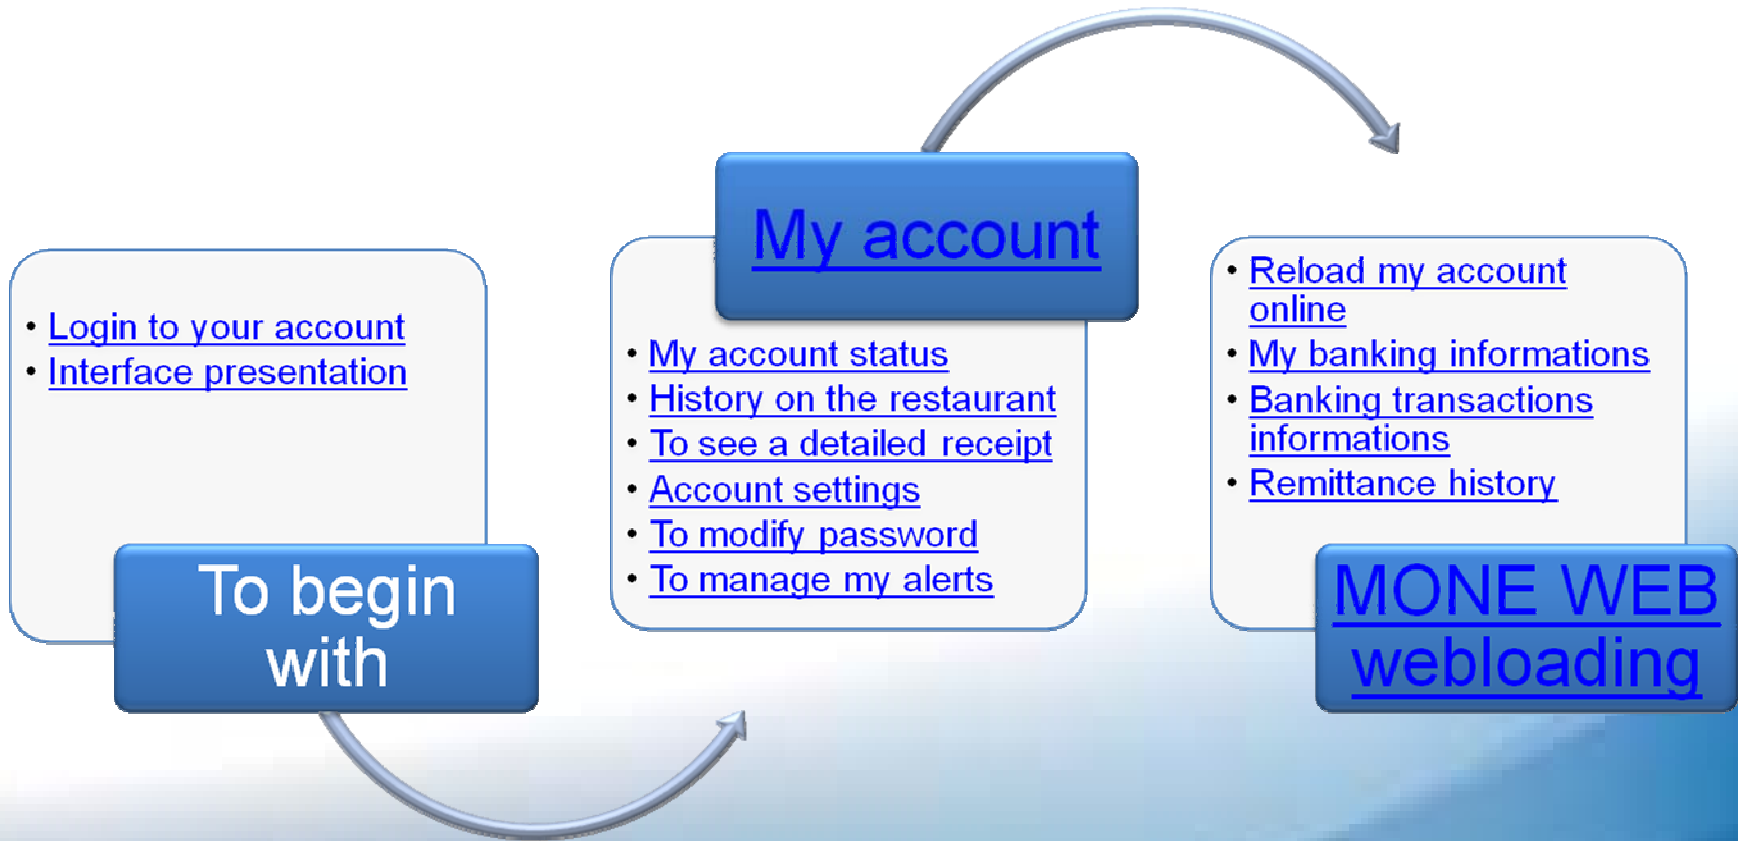 • Login to your account
• Interface presentation
To begin
with
My account
• My account status
• History on the restaurant
• To see a detailed receipt
• Account settings
• To modify password
• To manage my alerts
• Reload my account
online
• My banking informations
• Banking transactions
informations
• Remittance history
MONE WEB
webloading